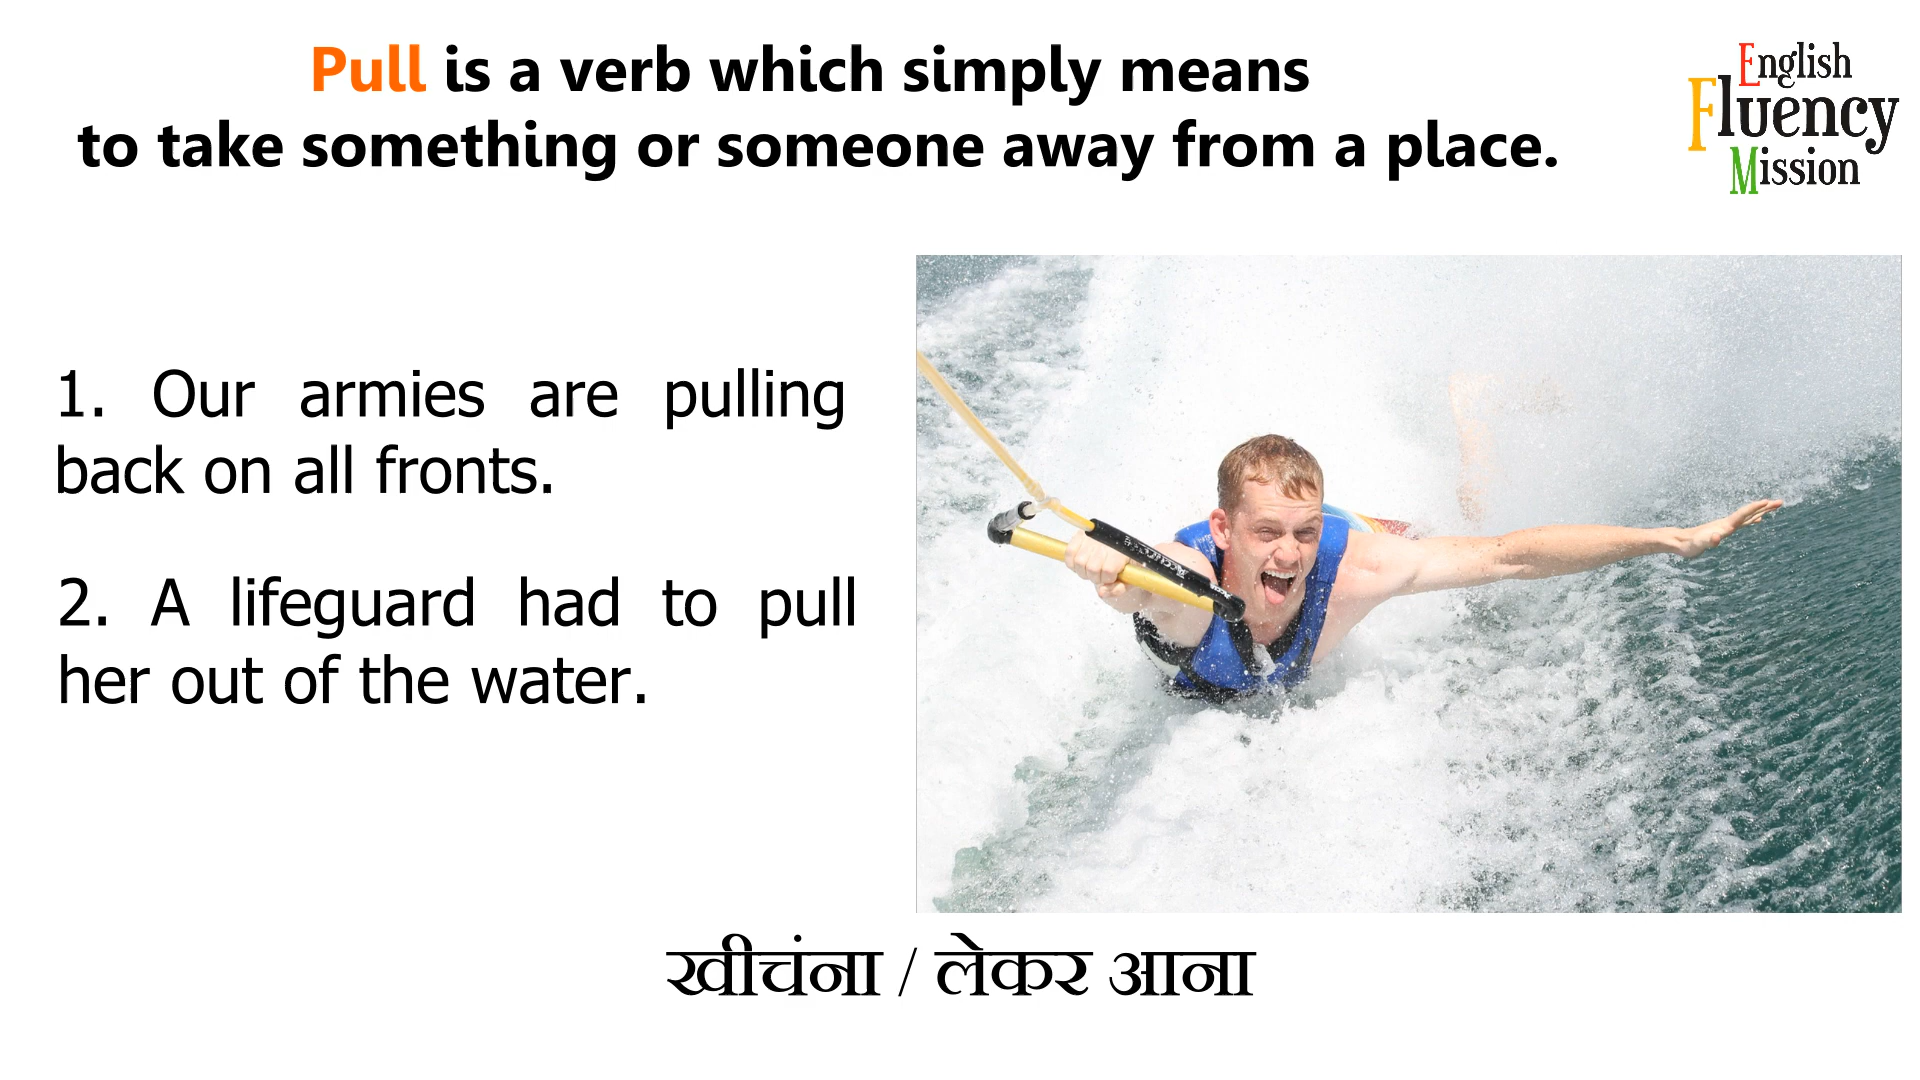 Pull is a verb which simply means
to take something or someone away from a place.
English
Fluency
Mission
1. Our armies are pulling
back on all fronts.
2. A lifeguard had to pull
her out of the water.
खीचंना / लेकर आना